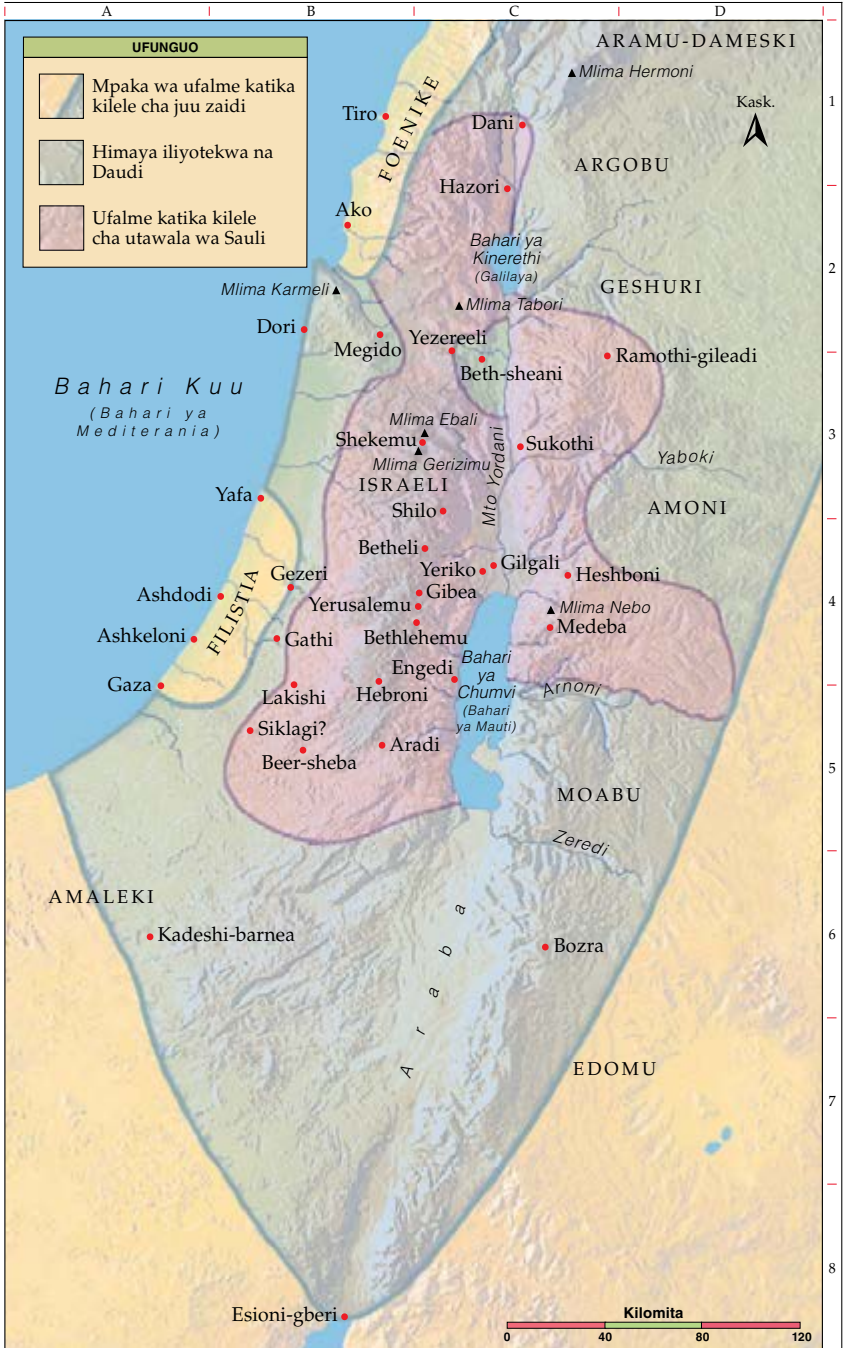 A B C D
UFUNGUO
Mpaka wa ufalme katika
kilele cha juu zaidi
Himaya iliyotekwa na
Daudi
Ufalme katika kilele
cha utawala wa Sauli
ARAMU-DAMESKI
Mlima Hermoni
Kask.
1
Tiro
FOENIKE
Dani
ARGOBU
Hazori
Ako
Bahari ya
Kinerethi
(Galilaya)
2
Mlima Karmeli
Mlima Tabori
GESHURI
Dori
Megido
Yezereeli
Beth-sheani
Ramothi-gileadi
Bahari Kuu
(Bahari ya
Mediterania)
Mlima Ebali
Shekemu
Mlima Gerizimu
ISRAELI
Mto Yordani
Sukothi
3
Yaboki
Yafa
Shilo
AMONI
Betheli
Yeriko
Gilgali
Heshboni
Gezeri
Gibea
Ashdodi
FILISTIA
Yerusalemu
Mlima Nebo
4
Ashkeloni
Gathi
Bethlehemu
Medeba
Engedi
Bahari
ya
Chumvi
(Bahari
ya Mauti)
Gaza
Lakishi
Hebroni
Arnoni
Siklagi?
Beer-sheba
Aradi
5
MOABU
Zeredi
AMALEKI
Kadeshi-barnea
Araba
Bozra
6
EDOMU
7
8
Esioni-gberi
Kilomita
0 40 80 120